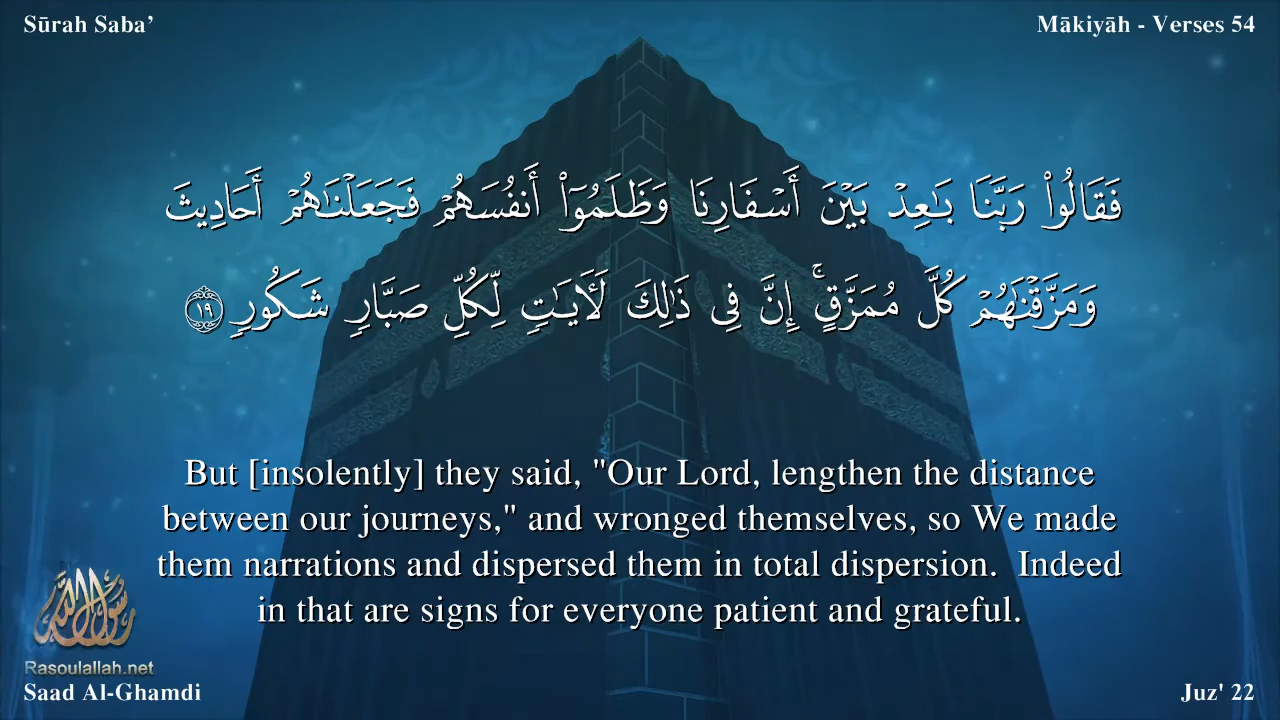 Sūrah Saba’
Mākiyāh - Verses 54
فَقَالُوا۟ رَبَّنَا بَـٰعِدْ بَيْنَ أَسْفَارِنَا وَظَلَمُوٓا۟ أَنفُسَهُمْ فَجَعَلْنَـٰهُمْ أَحَادِيثَ
وَمَزَّقْنَـٰهُمْ كُلَّ مُمَزَّقٍ ۚ إِنَّ فِى ذَٰلِكَ لَـَٔايَـٰتٍ لِّكُلِّ صَبَّارٍ شَكُورٍ ١٩
But [insolently] they said, "Our Lord, lengthen the distance
between our journeys," and wronged themselves, so We made
them narrations and dispersed them in total dispersion.  Indeed
in that are signs for everyone patient and grateful.
رسول الله
Rasoulallah.net
Saad Al-Ghamdi
Juz' 22